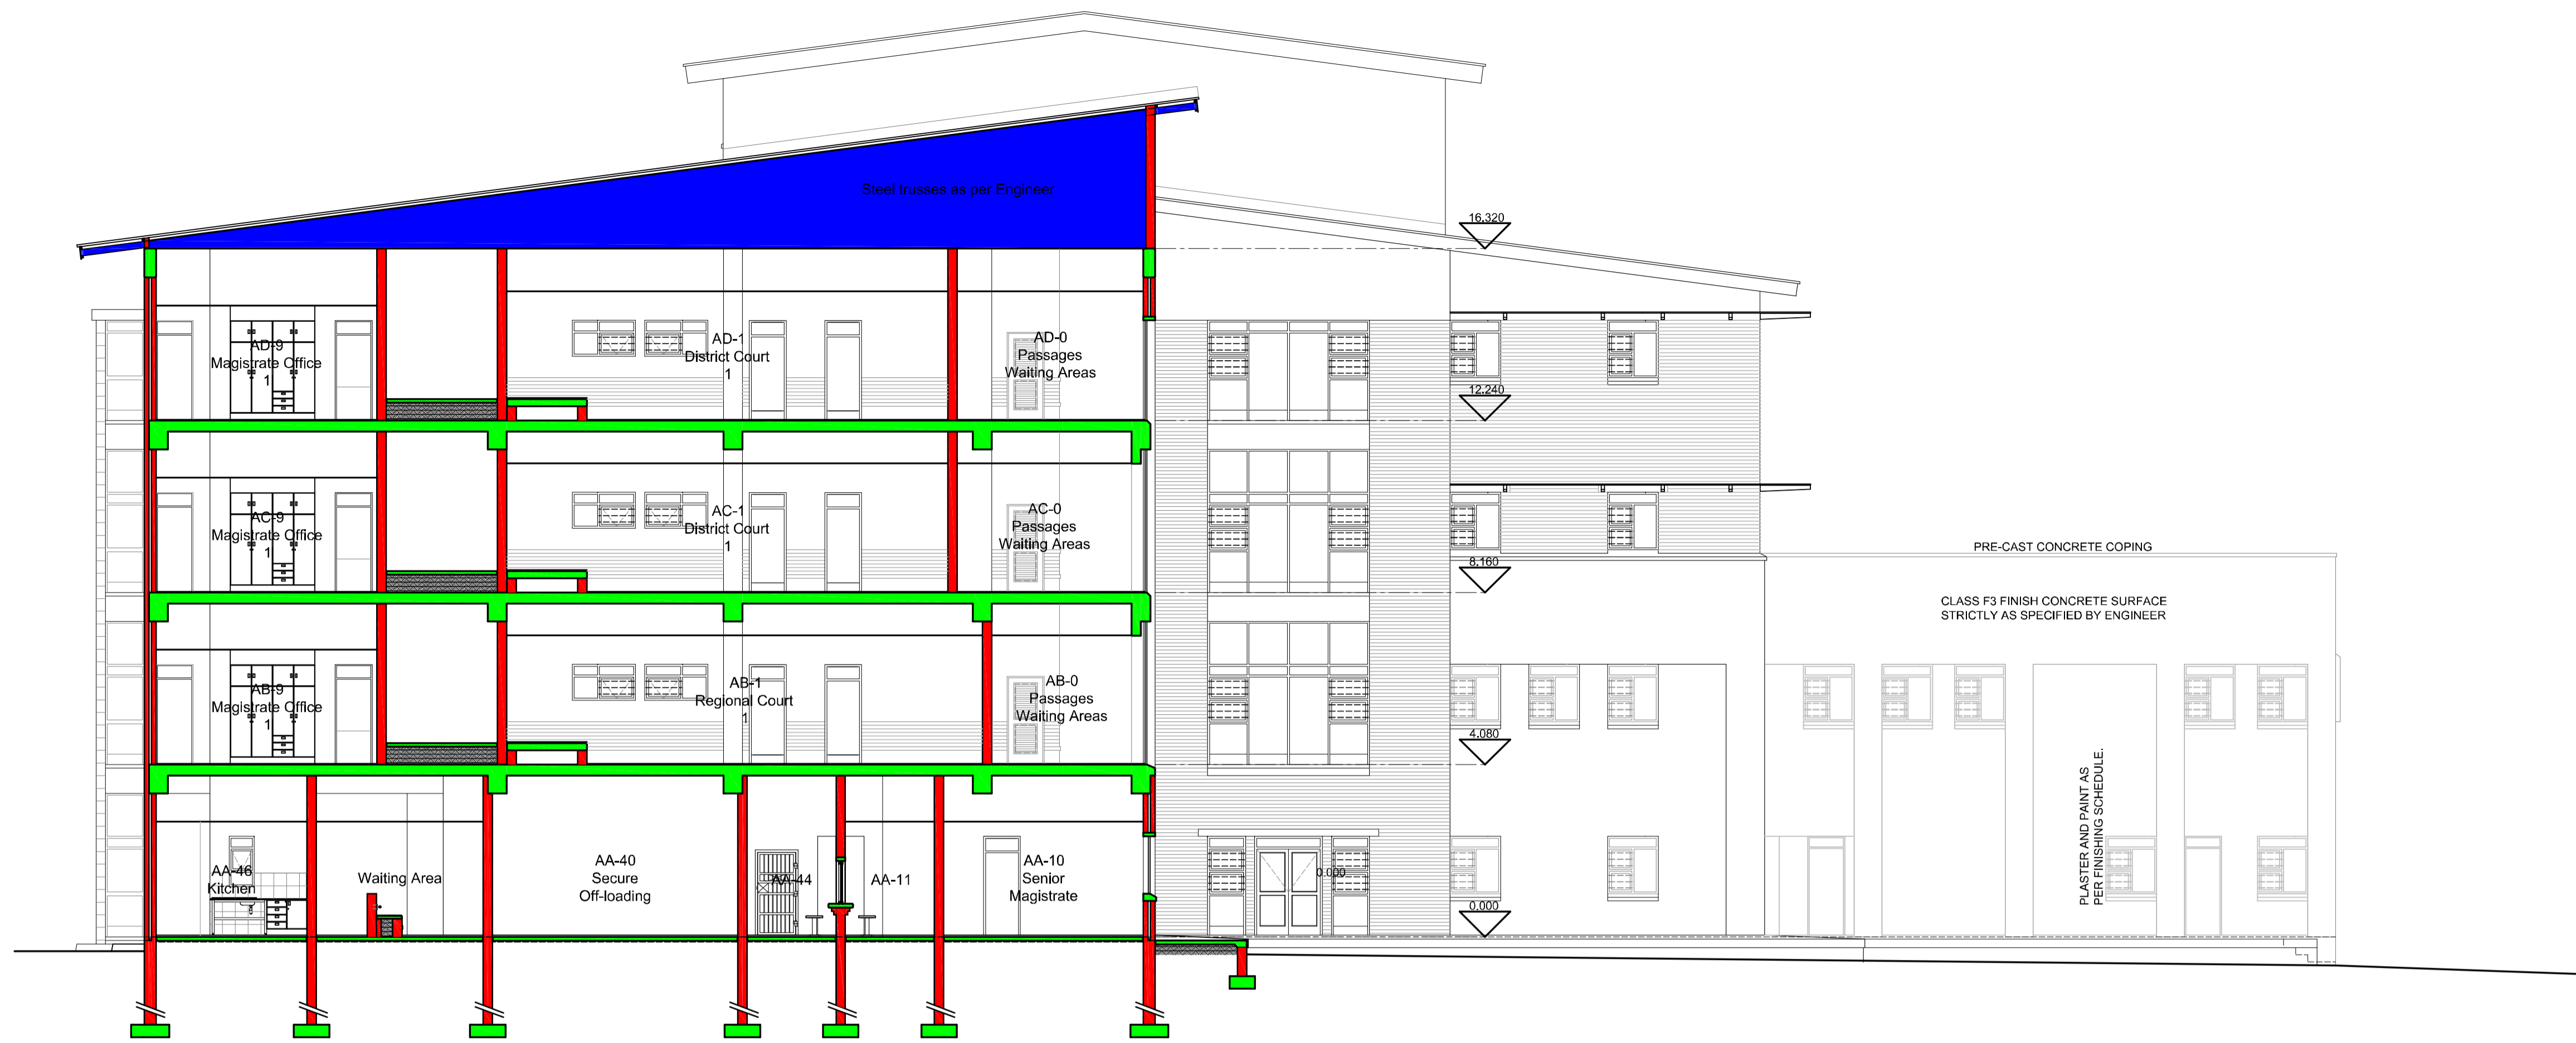 Steel trusses as per Engineer
16.320
AD-9
Magistrate Office
1
AD-1
District Court
1
AD-0
Passages
Waiting Areas
12.240
AC-9
Magistrate Office
1
AC-1
District Court
1
AC-0
Passages
Waiting Areas
8.160
PRE-CAST CONCRETE COPING
CLASS F3 FINISH CONCRETE SURFACE
STRICTLY AS SPECIFIED BY ENGINEER
AB-9
Magistrate Office
1
AB-1
Regional Court
1
AB-0
Passages
Waiting Areas
4.080
PLASTER AND PAINT AS
PER FINISHING SCHEDULE.
AA-46
Kitchen
Waiting Area
AA-40
Secure
Off-loading
AA-44
AA-11
AA-10
Senior
Magistrate
0.000
0.000